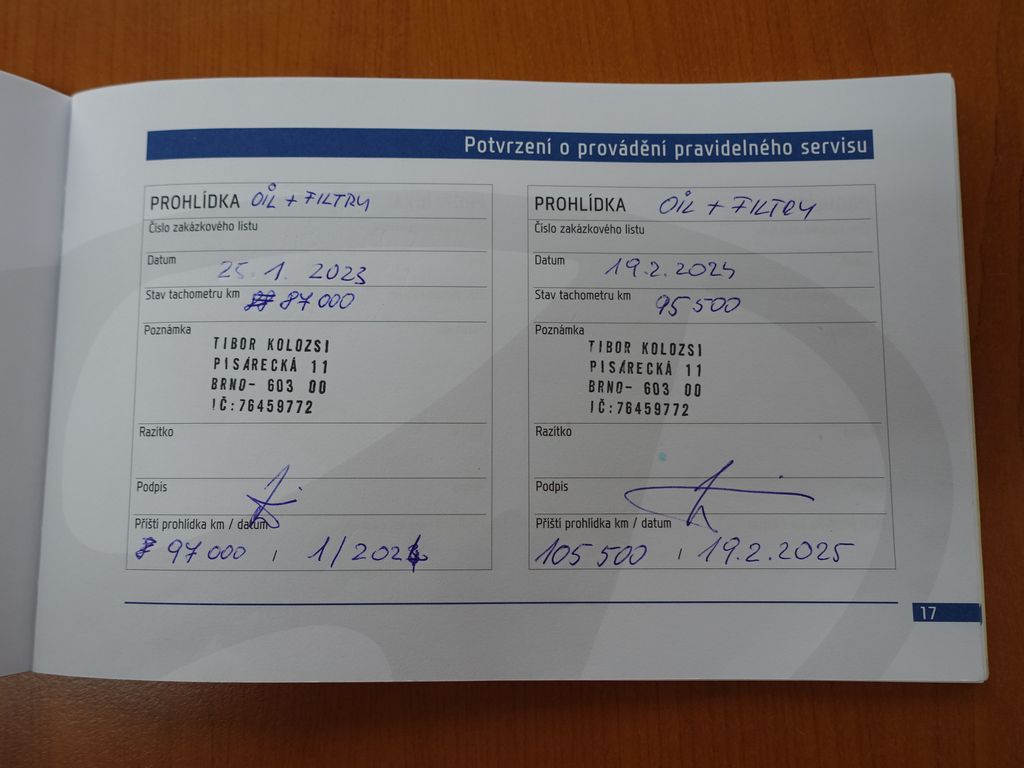 Potvrzení o provádění pravidelného servisu
PROHLÍDKA OIL + FILTRY
Číslo zakázkového listu
Datum 25.1. 2023
Stav tachometru km 87 000
Poznámka
TIBOR KOLOZSI
PISÁRECKÁ 11
BRNO- 603 00
IČ:76459772
Razítko
Podpis
Příští prohlídka km / datum
97 000 , 1/2024
PROHLÍDKA OIL + FILTRY
Číslo zakázkového listu
Datum 19.2.2024
Stav tachometru km 95 500
Poznámka
TIBOR KOLOZSI
PISÁRECKÁ 11
BRNO- 603 00
IČ:76459772
Razítko
Podpis
Příští prohlídka km / datum
105 500 , 19.2.2025
17